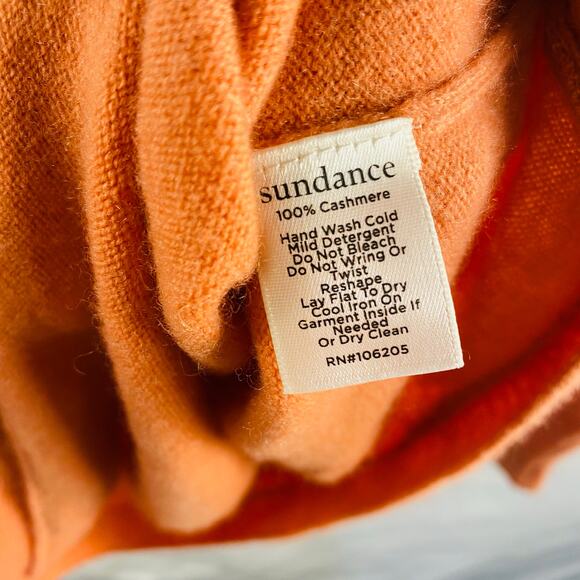 sundance
100% Cashmere
Hand Wash Cold
Mild Detergent
Do Not Bleach
Do Not Wring Or
Twist
Reshape
Lay Flat To Dry
Cool Iron On
Garment Inside If
Needed
Or Dry Clean
RN#106205